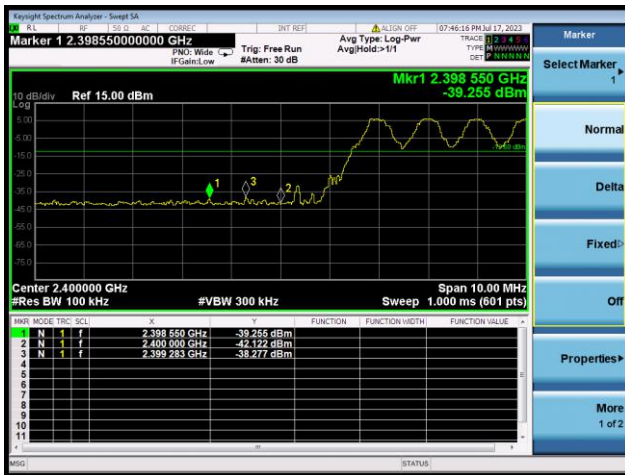 Keysight Spectrum Analyzer - Swept SA
RL RF 50 Ω AC CORREC INT REF ALIGN OFF 07:46:16 PM Jul 17, 2023
Marker 1 2.398550000000 GHz
PNO: Wide
IFGain:Low
Trig: Free Run
#Atten: 30 dB
Avg Type: Log-Pwr
Avg|Hold:>1/1
TRACE 1 2 3 4 5 6
TYPE MWWWWW
DET P NNNNN
Mkr1 2.398 550 GHz
-39.255 dBm
10 dB/div Ref 15.00 dBm
Log
5.00
-5.00
-15.0
-25.0
-35.0
-45.0
-55.0
-65.0
-75.0
1
3
2
Center 2.400000 GHz Span 10.00 MHz
#Res BW 100 kHz #VBW 300 kHz Sweep 1.000 ms (601 pts)
MKR MODE TRC SCL X Y FUNCTION FUNCTION WIDTH FUNCTION VALUE
1 N 1 f 2.398 550 GHz -39.255 dBm
2 N 1 f 2.400 000 GHz -42.122 dBm
3 N 1 f 2.399 283 GHz -38.277 dBm
4
5
6
7
8
9
10
11
MSG STATUS
Marker
Select Marker
1
Normal
Delta
Fixed
Off
Properties
More
1 of 2